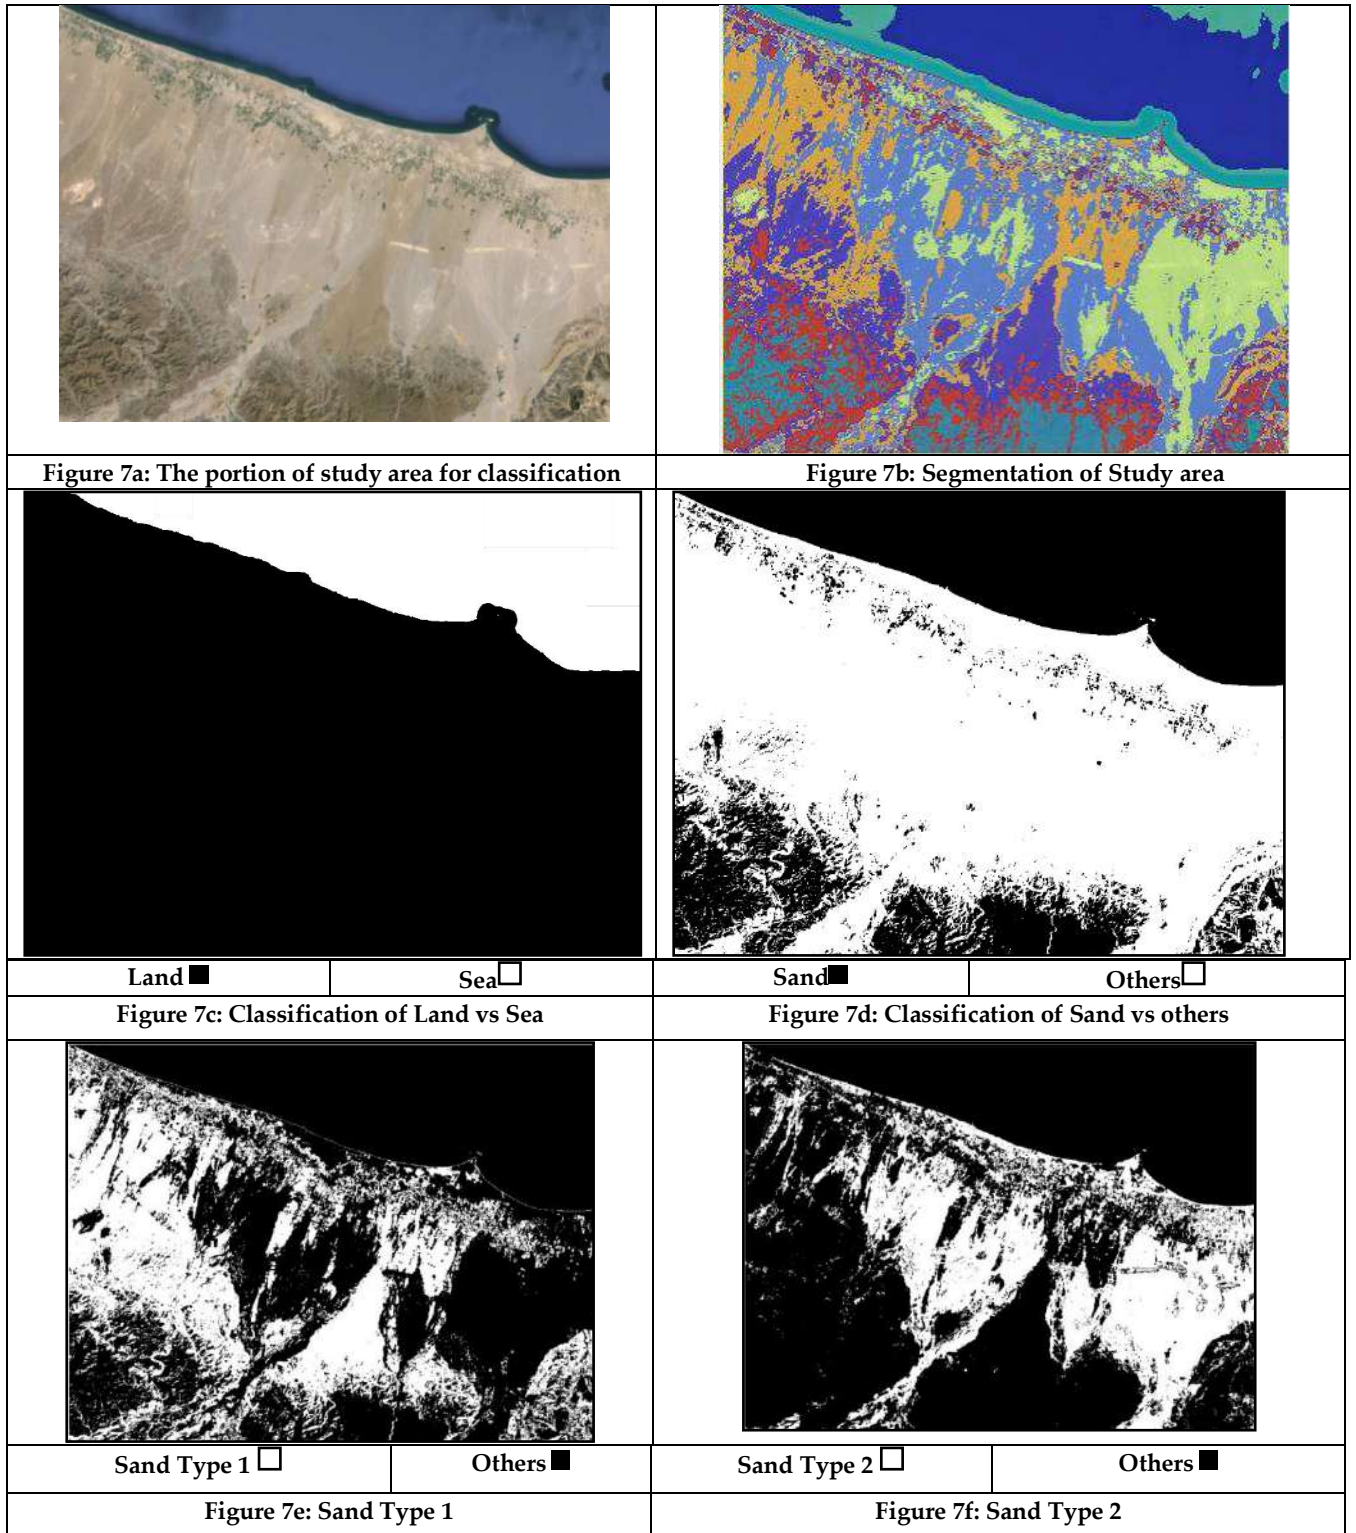 Figure 7a: The portion of study area for classification
Figure 7b: Segmentation of Study area
Land
Sea
Sand
Others
Figure 7c: Classification of Land vs Sea
Figure 7d: Classification of Sand vs others
Sand Type 1
Others
Sand Type 2
Others
Figure 7e: Sand Type 1
Figure 7f: Sand Type 2